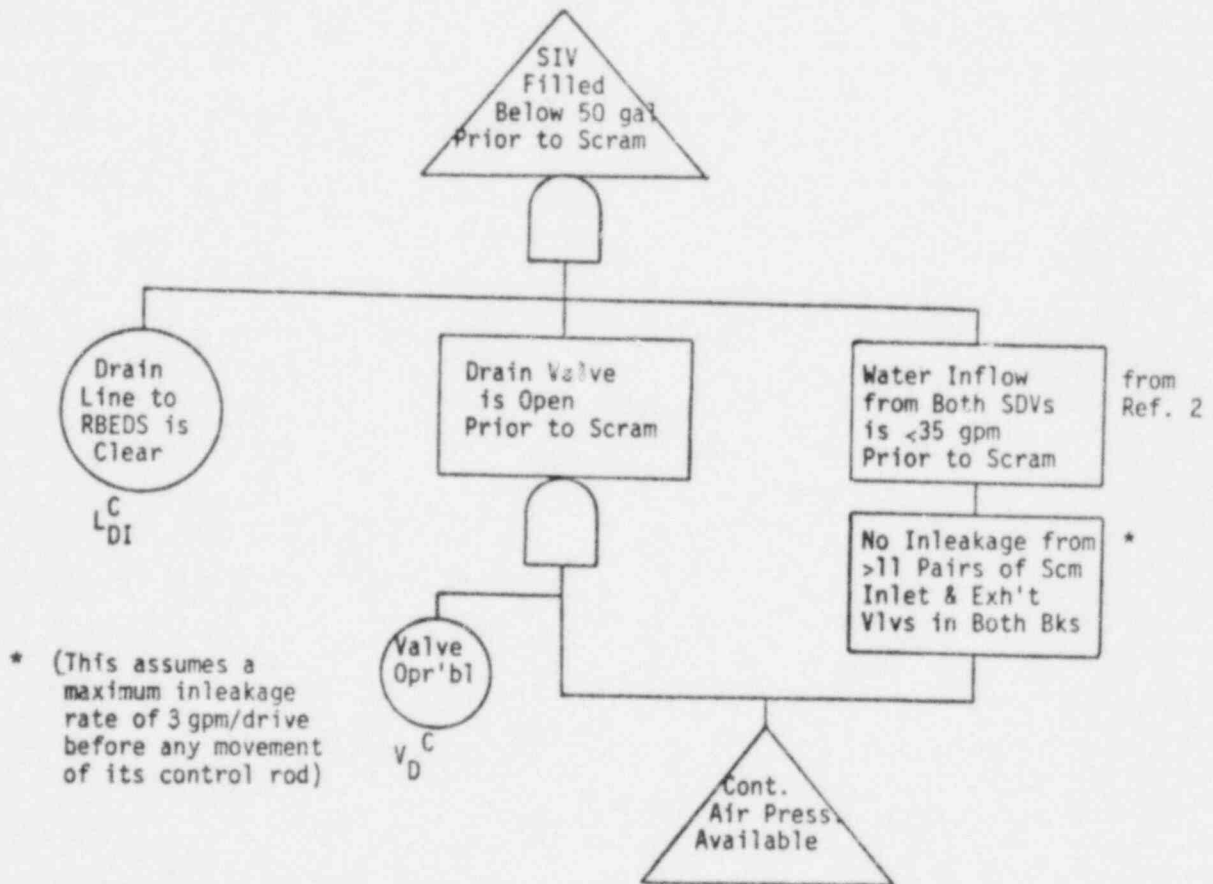 SIV
Filled
Below 50 gal
Prior to Scram
Drain
Line to
RBEDS is
Clear
L^C_DI
Drain Valve
is Open
Prior to Scram
Water Inflow
from Both SDVs
is <35 gpm
Prior to Scram
from
Ref. 2
No Inleakage from
>11 Pairs of Scm
Inlet & Exh't
Vlvs in Both Bks
*
Valve
Opr'bl
V_D^C
* (This assumes a
maximum inleakage
rate of 3 gpm/drive
before any movement
of its control rod)
Cont.
Air Press.
Available